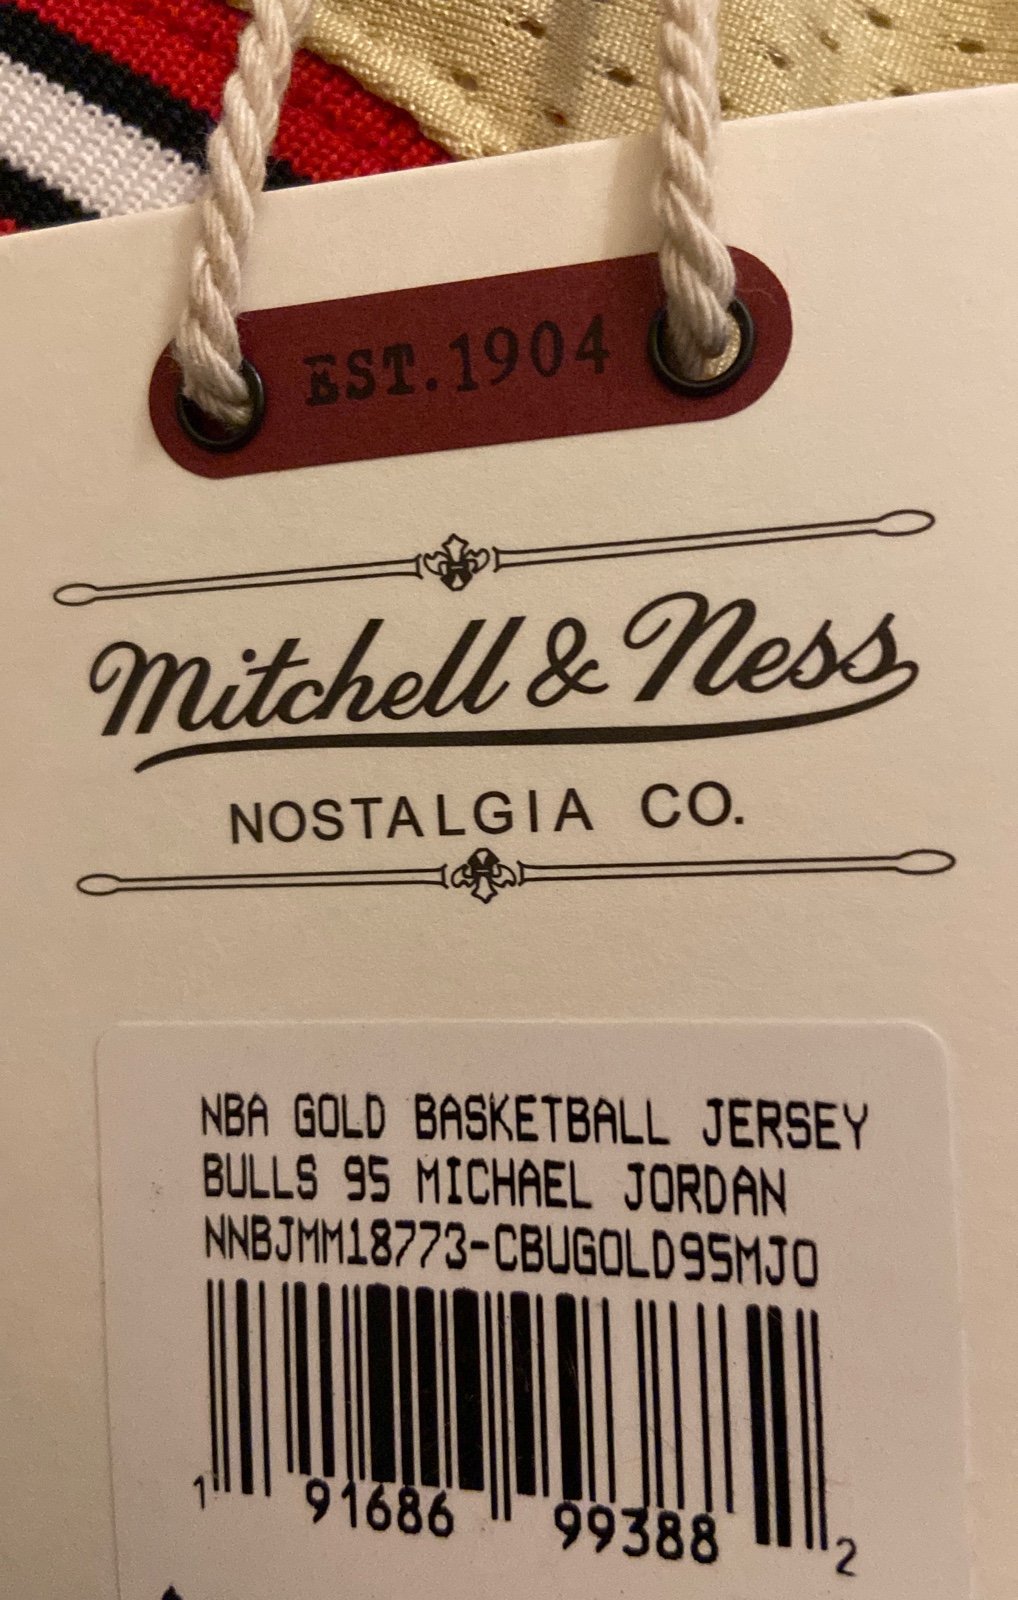 EST. 1904
Mitchell & Ness
NOSTALGIA CO.
NBA GOLD BASKETBALL JERSEY
BULLS 95 MICHAEL JORDAN
NNBJMM18773-CBUGOLD95MJO
1 91686 99388 2